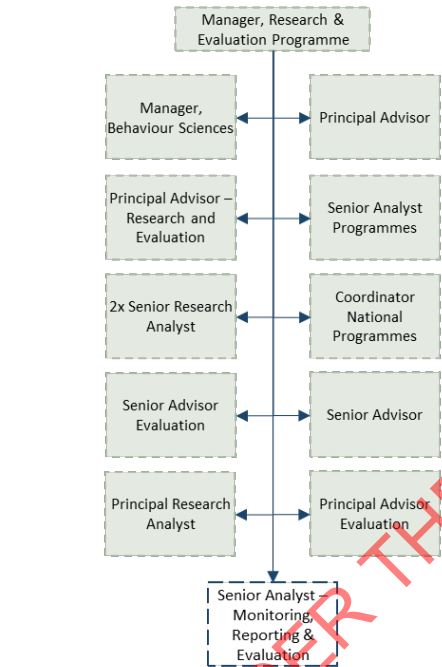 Manager, Research &
Evaluation Programme
Manager,
Behaviour Sciences
Principal Advisor
Principal Advisor –
Research and
Evaluation
Senior Analyst
Programmes
2x Senior Research
Analyst
Coordinator
National
Programmes
Senior Advisor
Evaluation
Senior Advisor
Principal Research
Analyst
Principal Advisor
Evaluation
Senior Analyst –
Monitoring,
Reporting &
Evaluation